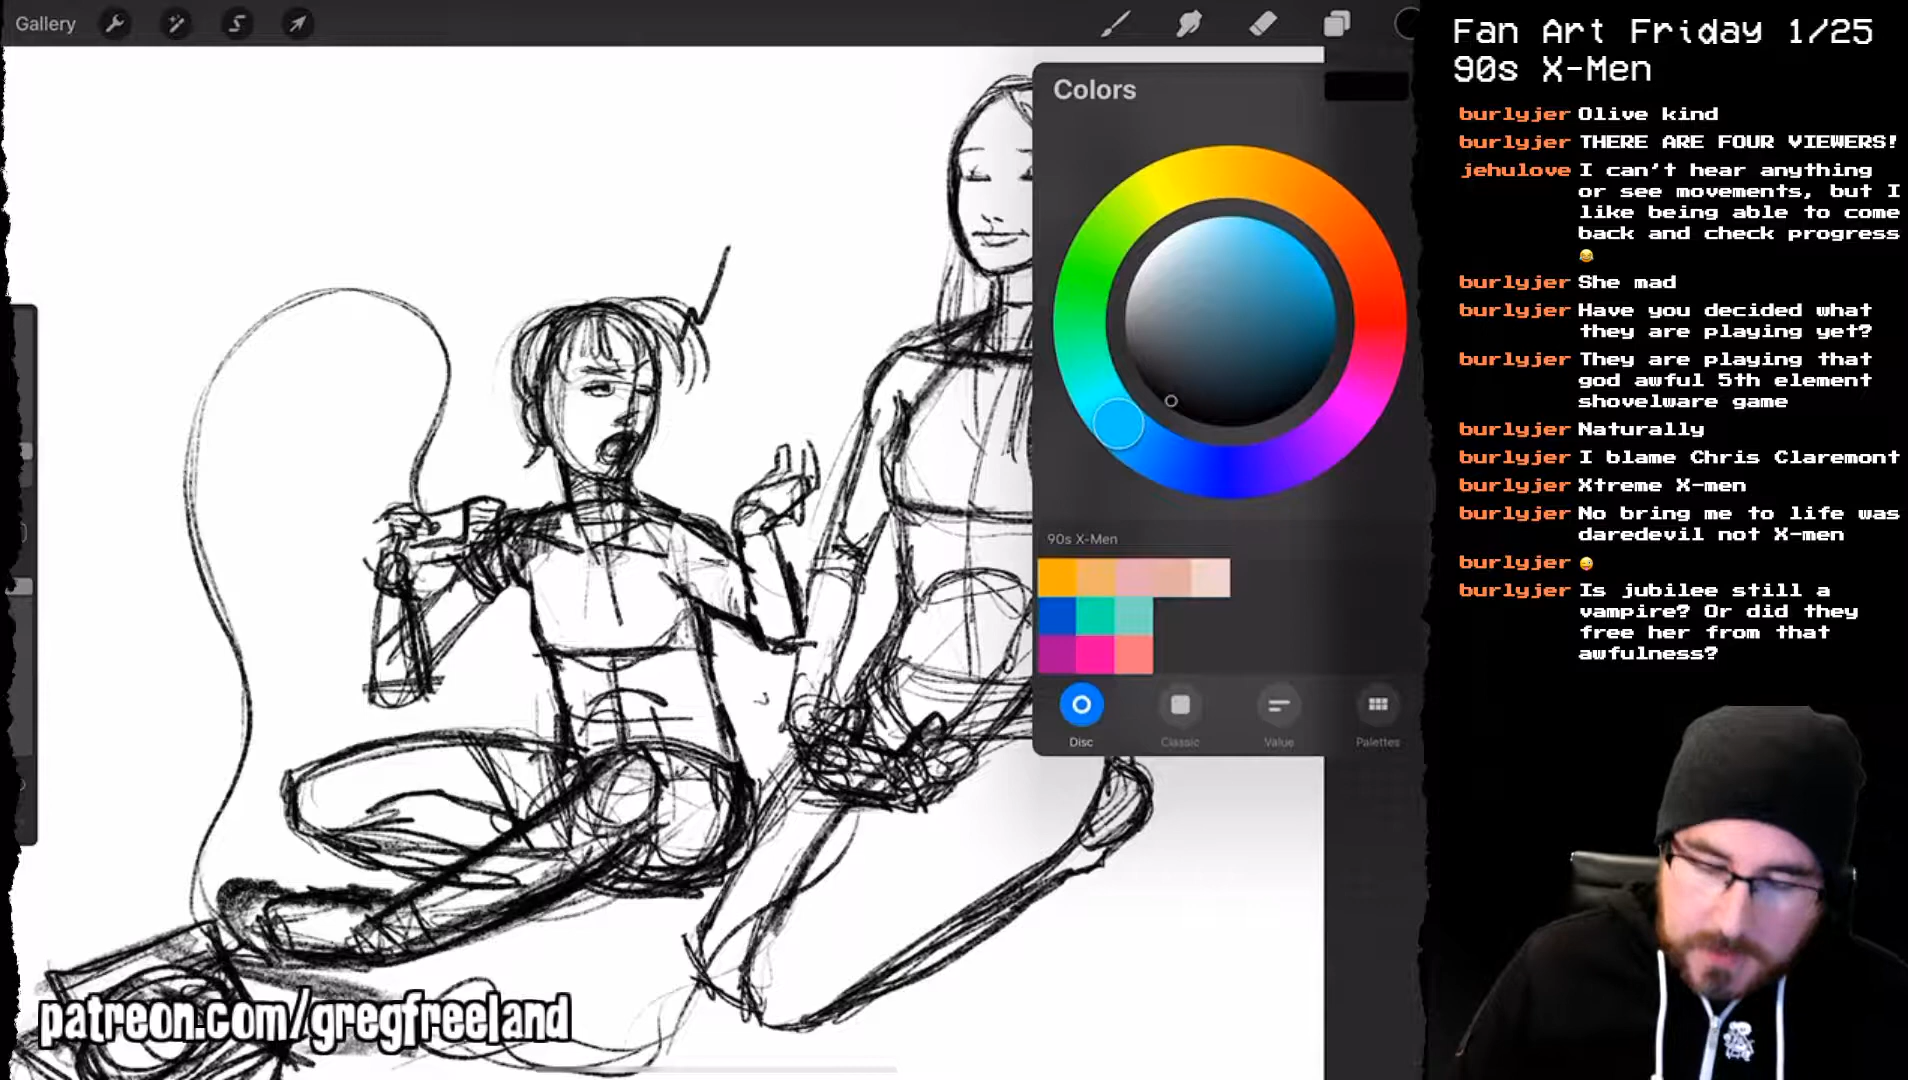 Gallery
Colors
90s X-Men
Disc
Classic
Value
Palettes
patreon.com/gregfreeland
Fan Art Friday 1/25
90s X-Men
burlyjer Olive kind
burlyjer THERE ARE FOUR VIEWERS!
jehulove I can't hear anything
or see movements, but I
like being able to come
back and check progress
😂
burlyjer She mad
burlyjer Have you decided what
they are playing yet?
burlyjer They are playing that
god awful 5th element
shovelware game
burlyjer Naturally
burlyjer I blame Chris Claremont
burlyjer Xtreme X-men
burlyjer No bring me to life was
daredevil not X-men
burlyjer 😜
burlyjer Is jubilee still a
vampire? Or did they
free her from that
awfulness?